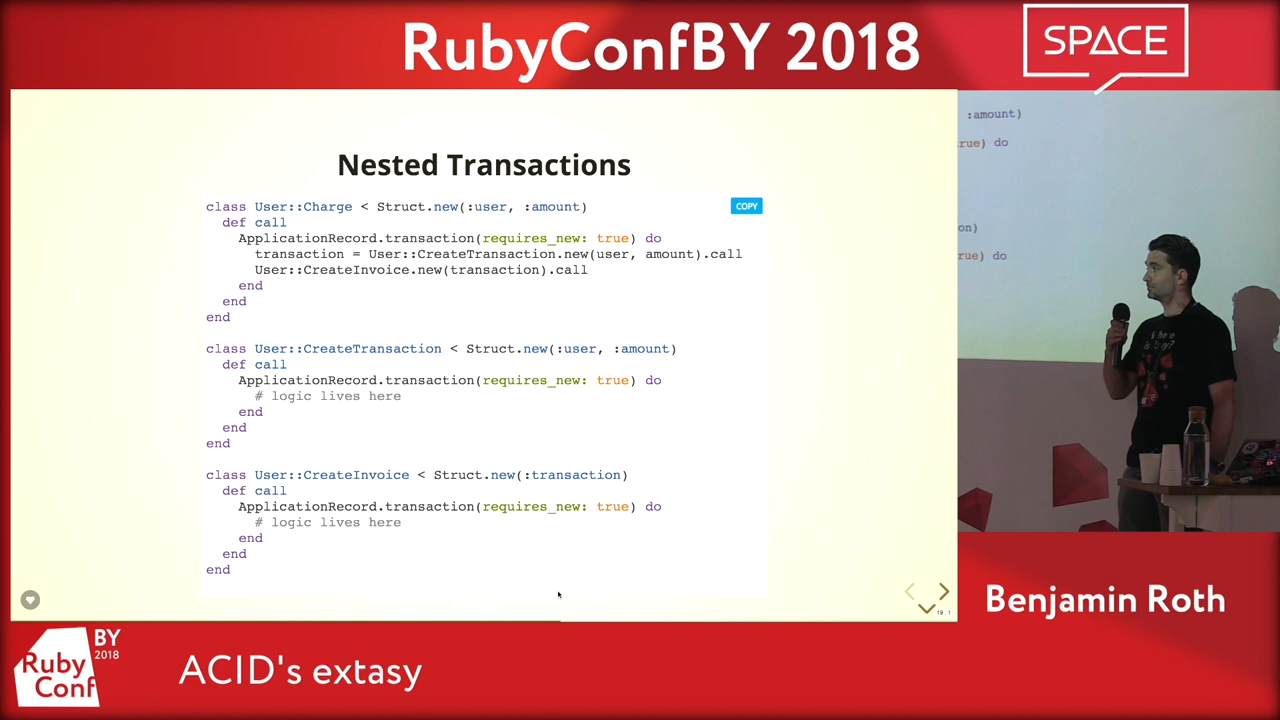 RubyConfBY 2018
SPACE
Nested Transactions
COPY
class User::Charge < Struct.new(:user, :amount)
  def call
    ApplicationRecord.transaction(requires_new: true) do
      transaction = User::CreateTransaction.new(user, amount).call
      User::CreateInvoice.new(transaction).call
    end
  end
end
class User::CreateTransaction < Struct.new(:user, :amount)
  def call
    ApplicationRecord.transaction(requires_new: true) do
      # logic lives here
    end
  end
end
class User::CreateInvoice < Struct.new(:transaction)
  def call
    ApplicationRecord.transaction(requires_new: true) do
      # logic lives here
    end
  end
end
19.1
:amount)
rue) do
on)
rue) do
Where
is
Benjamin Roth
Ruby
Conf
BY
2018
ACID's extasy